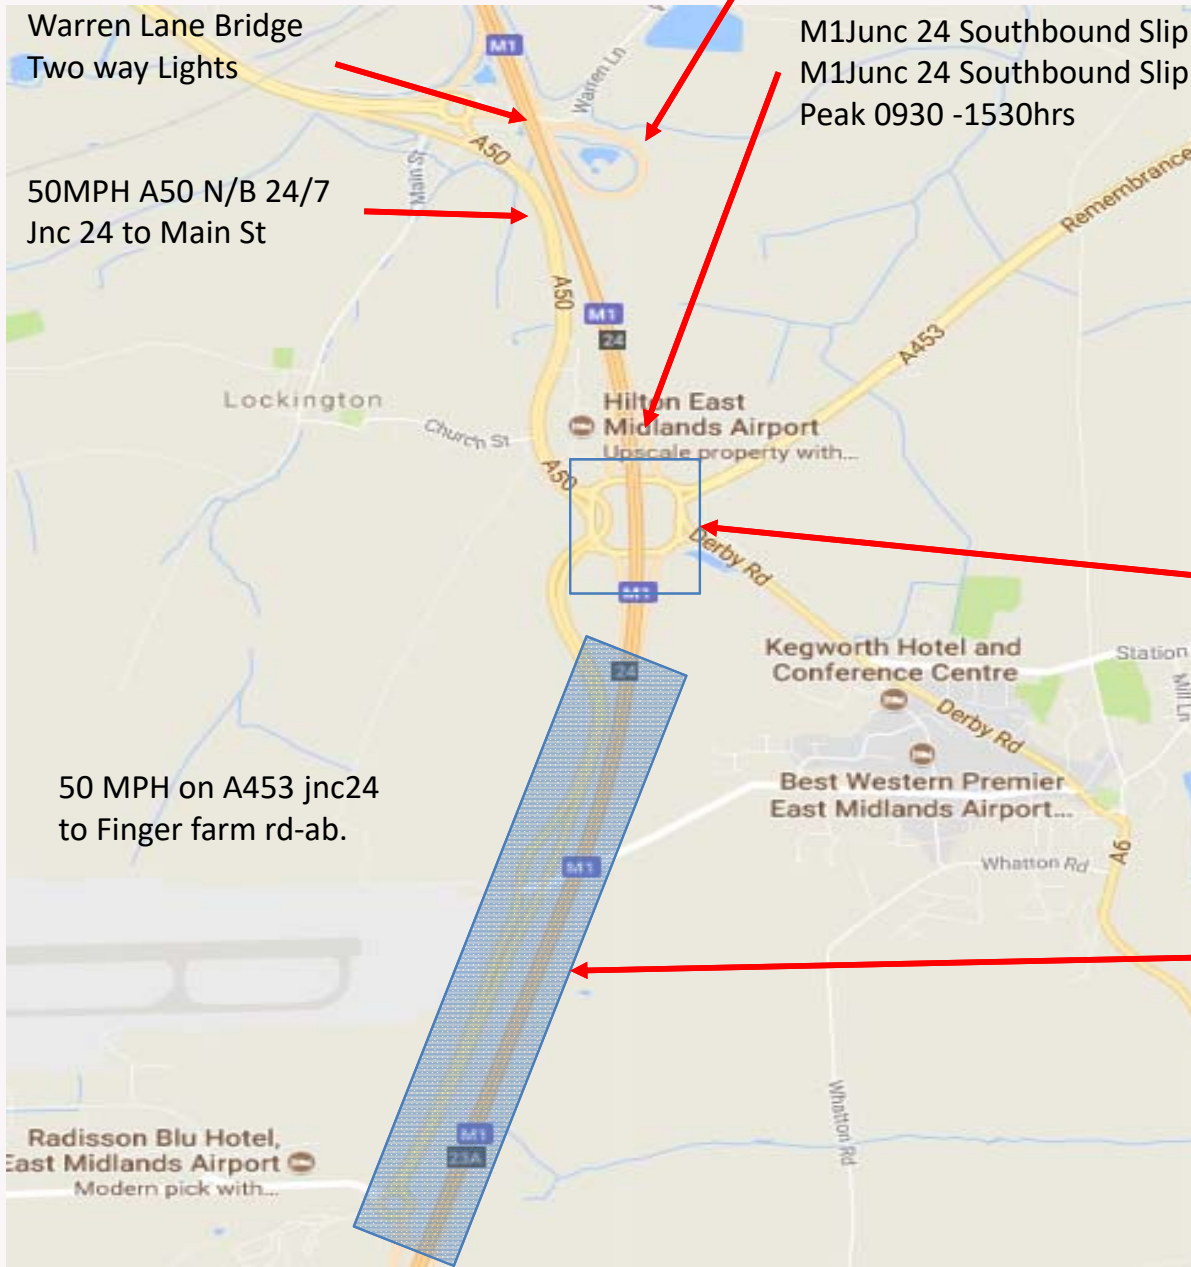 Warren Lane Bridge
Two way Lights
M1Junc 24 Southbound Slip
M1Junc 24 Southbound Slip
Peak 0930 -1530hrs
M1
Warren Ln
A50
Main St
50MPH A50 N/B 24/7
Jnc 24 to Main St
Remembrance
A50
M1
24
A453
Lockington
Church St
Hilton East
Midlands Airport
Upscale property with...
A50
Derby Rd
M1
Kegworth Hotel and
Conference Centre
Station
Mill Ln
24
Derby Rd
50 MPH on A453 jnc24
to Finger farm rd-ab.
Best Western Premier
East Midlands Airport...
M1
Whatton Rd
A6
Whatton Rd
M1
23A
Radisson Blu Hotel,
East Midlands Airport
Modern pick with...